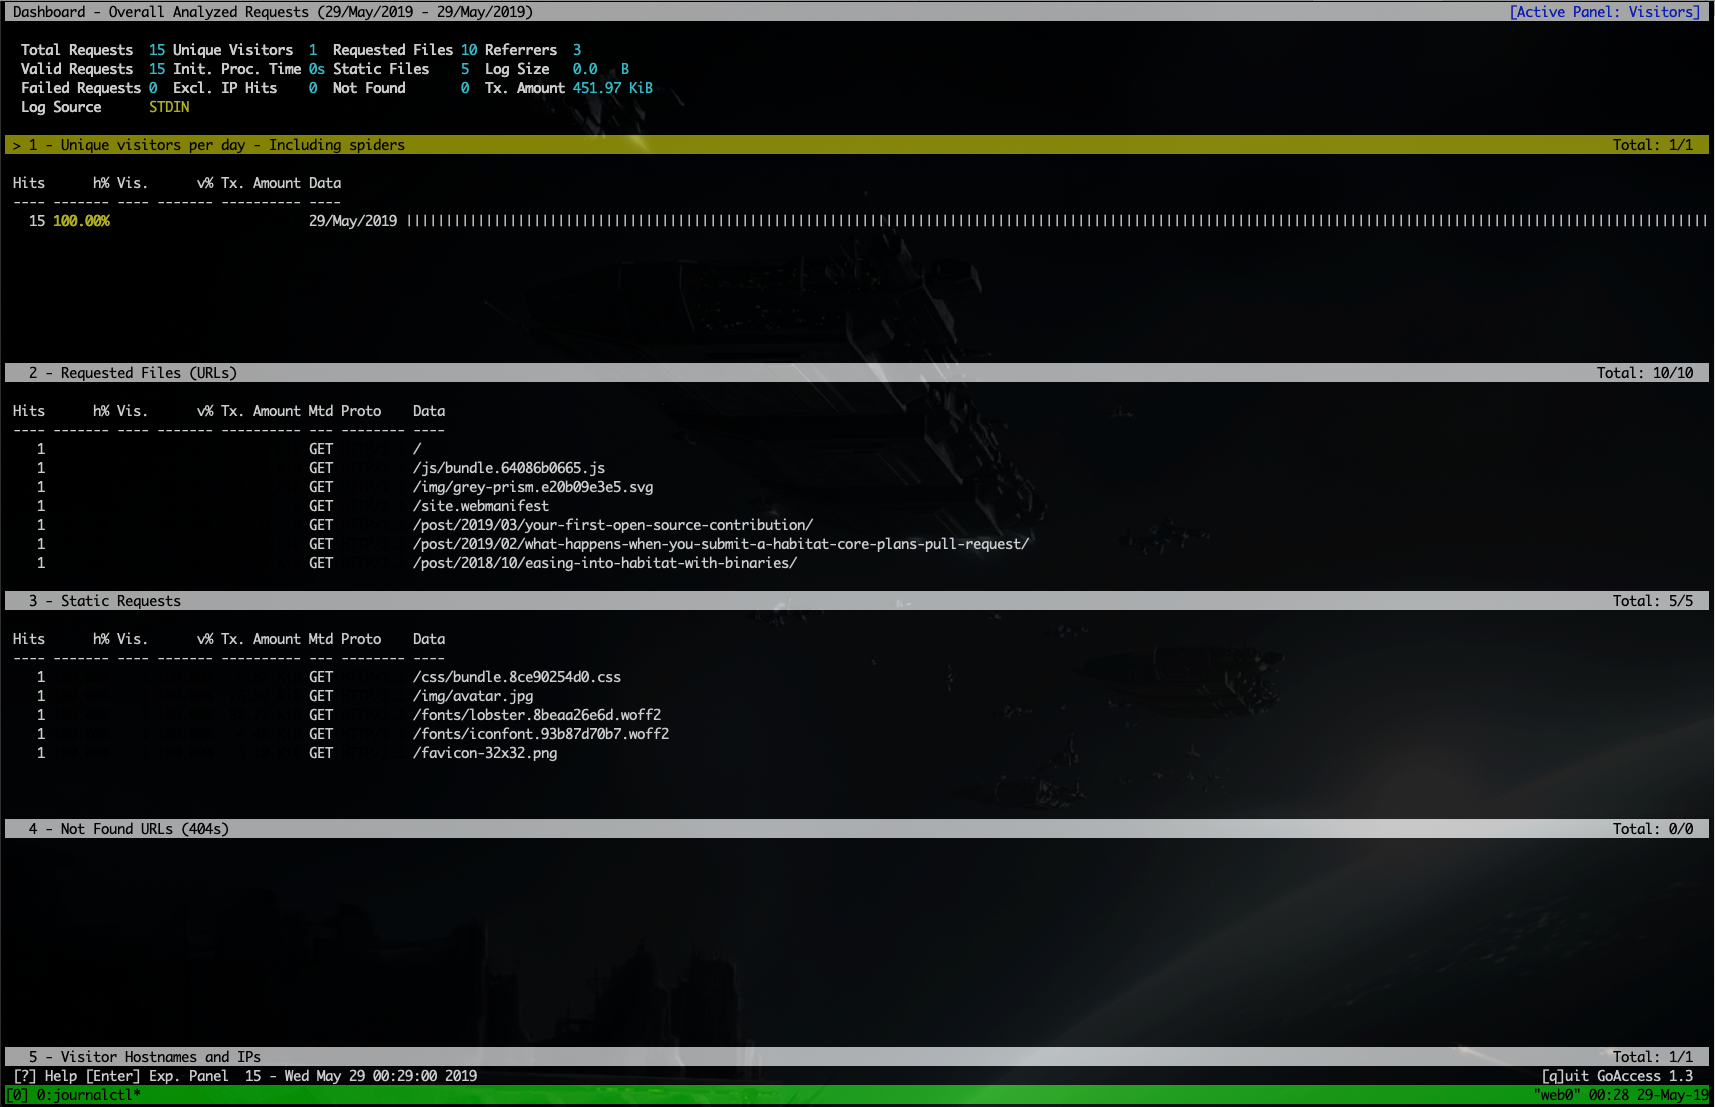 Dashboard - Overall Analyzed Requests (29/May/2019 - 29/May/2019) [Active Panel: Visitors]
Total Requests 15 Unique Visitors 1 Requested Files 10 Referrers 3
Valid Requests 15 Init. Proc. Time 0s Static Files 5 Log Size 0.0 B
Failed Requests 0 Excl. IP Hits 0 Not Found 0 Tx. Amount 451.97 KiB
Log Source STDIN
> 1 - Unique visitors per day - Including spiders Total: 1/1
Hits h% Vis. v% Tx. Amount Data
---- ------- ---- ------- ---------- ----
15 100.00% 29/May/2019 ||||||||||||||||||||||||||||||||||||||||||||||||||||||||||||||||||||||||||||||||||||||||||||||||||||||||||||||||||||||||||||||||||||||||||||||||||||||||||||||||||
2 - Requested Files (URLs) Total: 10/10
Hits h% Vis. v% Tx. Amount Mtd Proto Data
---- ------- ---- ------- ---------- --- -------- ----
1 GET /
1 GET /js/bundle.64086b0665.js
1 GET /img/grey-prism.e20b09e3e5.svg
1 GET /site.webmanifest
1 GET /post/2019/03/your-first-open-source-contribution/
1 GET /post/2019/02/what-happens-when-you-submit-a-habitat-core-plans-pull-request/
1 GET /post/2018/10/easing-into-habitat-with-binaries/
3 - Static Requests Total: 5/5
Hits h% Vis. v% Tx. Amount Mtd Proto Data
---- ------- ---- ------- ---------- --- -------- ----
1 GET /css/bundle.8ce90254d0.css
1 GET /img/avatar.jpg
1 GET /fonts/lobster.8beaa26e6d.woff2
1 GET /fonts/iconfont.93b87d70b7.woff2
1 GET /favicon-32x32.png
4 - Not Found URLs (404s) Total: 0/0
5 - Visitor Hostnames and IPs Total: 1/1
[?] Help [Enter] Exp. Panel 15 - Wed May 29 00:29:00 2019 [q]uit GoAccess 1.3
[0] 0:journalctl* "web0" 00:28 29-May-19